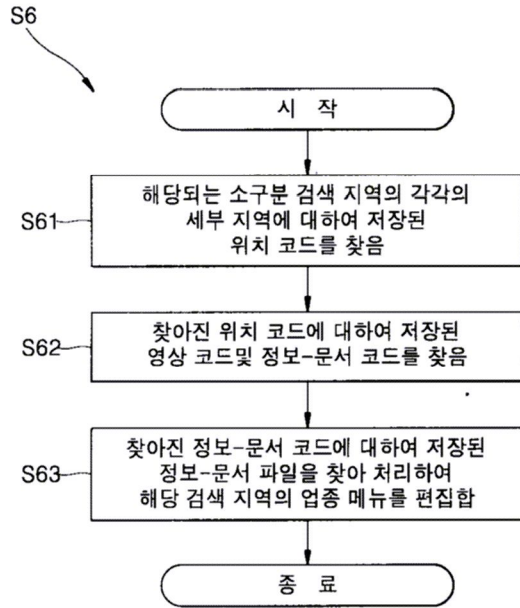 S6
시 작
S61
해당되는 소구분 검색 지역의 각각의
세부 지역에 대하여 저장된
위치 코드를 찾음
S62
찾아진 위치 코드에 대하여 저장된
영상 코드및 정보-문서 코드를 찾음
S63
찾아진 정보-문서 코드에 대하여 저장된
정보-문서 파일을 찾아 처리하여
해당 검색 지역의 업종 메뉴를 편집합
종 료